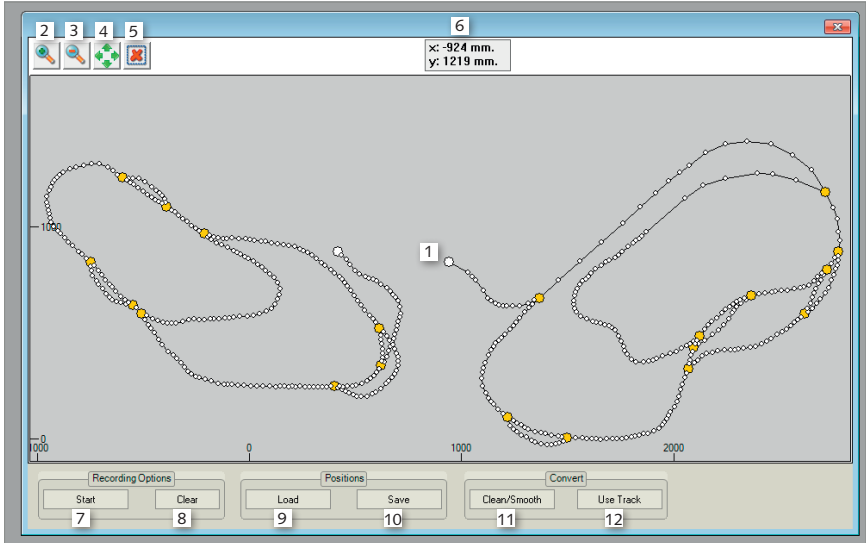 2 3 4 5 6
x: -924 mm.
y: 1219 mm.
1000
1
0
1000 0 1000 2000
Recording Options Positions Convert
Start Clear Load Save Clean/Smooth Use Track
7 8 9 10 11 12